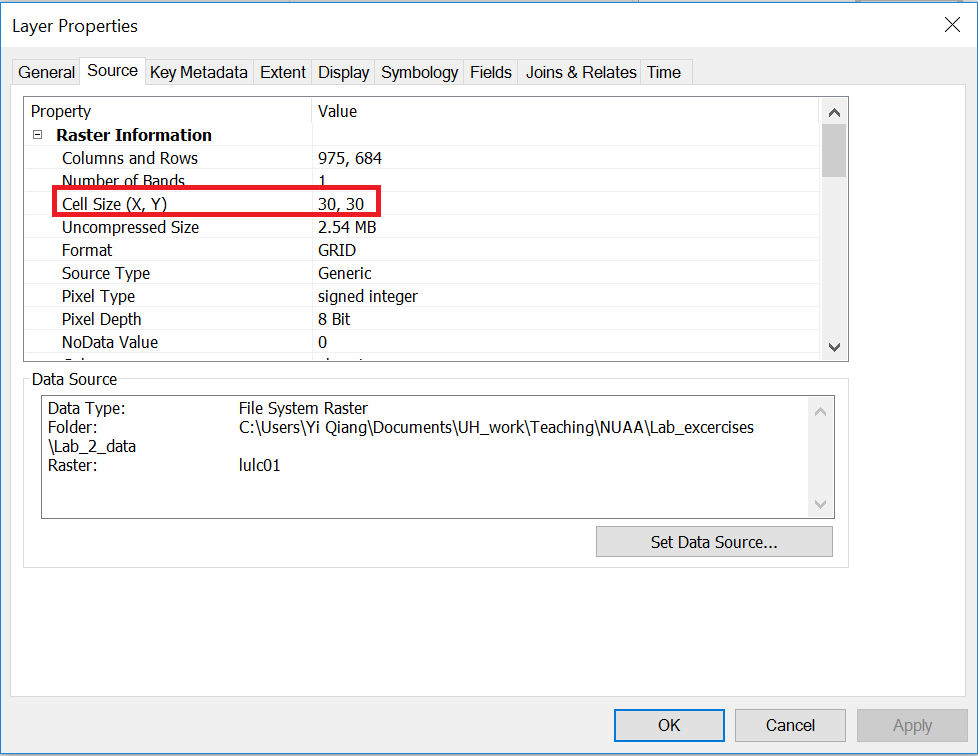 Layer Properties
General Source Key Metadata Extent Display Symbology Fields Joins & Relates Time
Property Value
Raster Information
Columns and Rows 975, 684
Number of Bands 1
Cell Size (X, Y) 30, 30
Uncompressed Size 2.54 MB
Format GRID
Source Type Generic
Pixel Type signed integer
Pixel Depth 8 Bit
NoData Value 0
Data Source
Data Type: File System Raster
Folder: C:\Users\Yi Qiang\Documents\UH_work\Teaching\NUAA\Lab_excercises
\Lab_2_data
Raster: lulc01
Set Data Source...
OK Cancel Apply